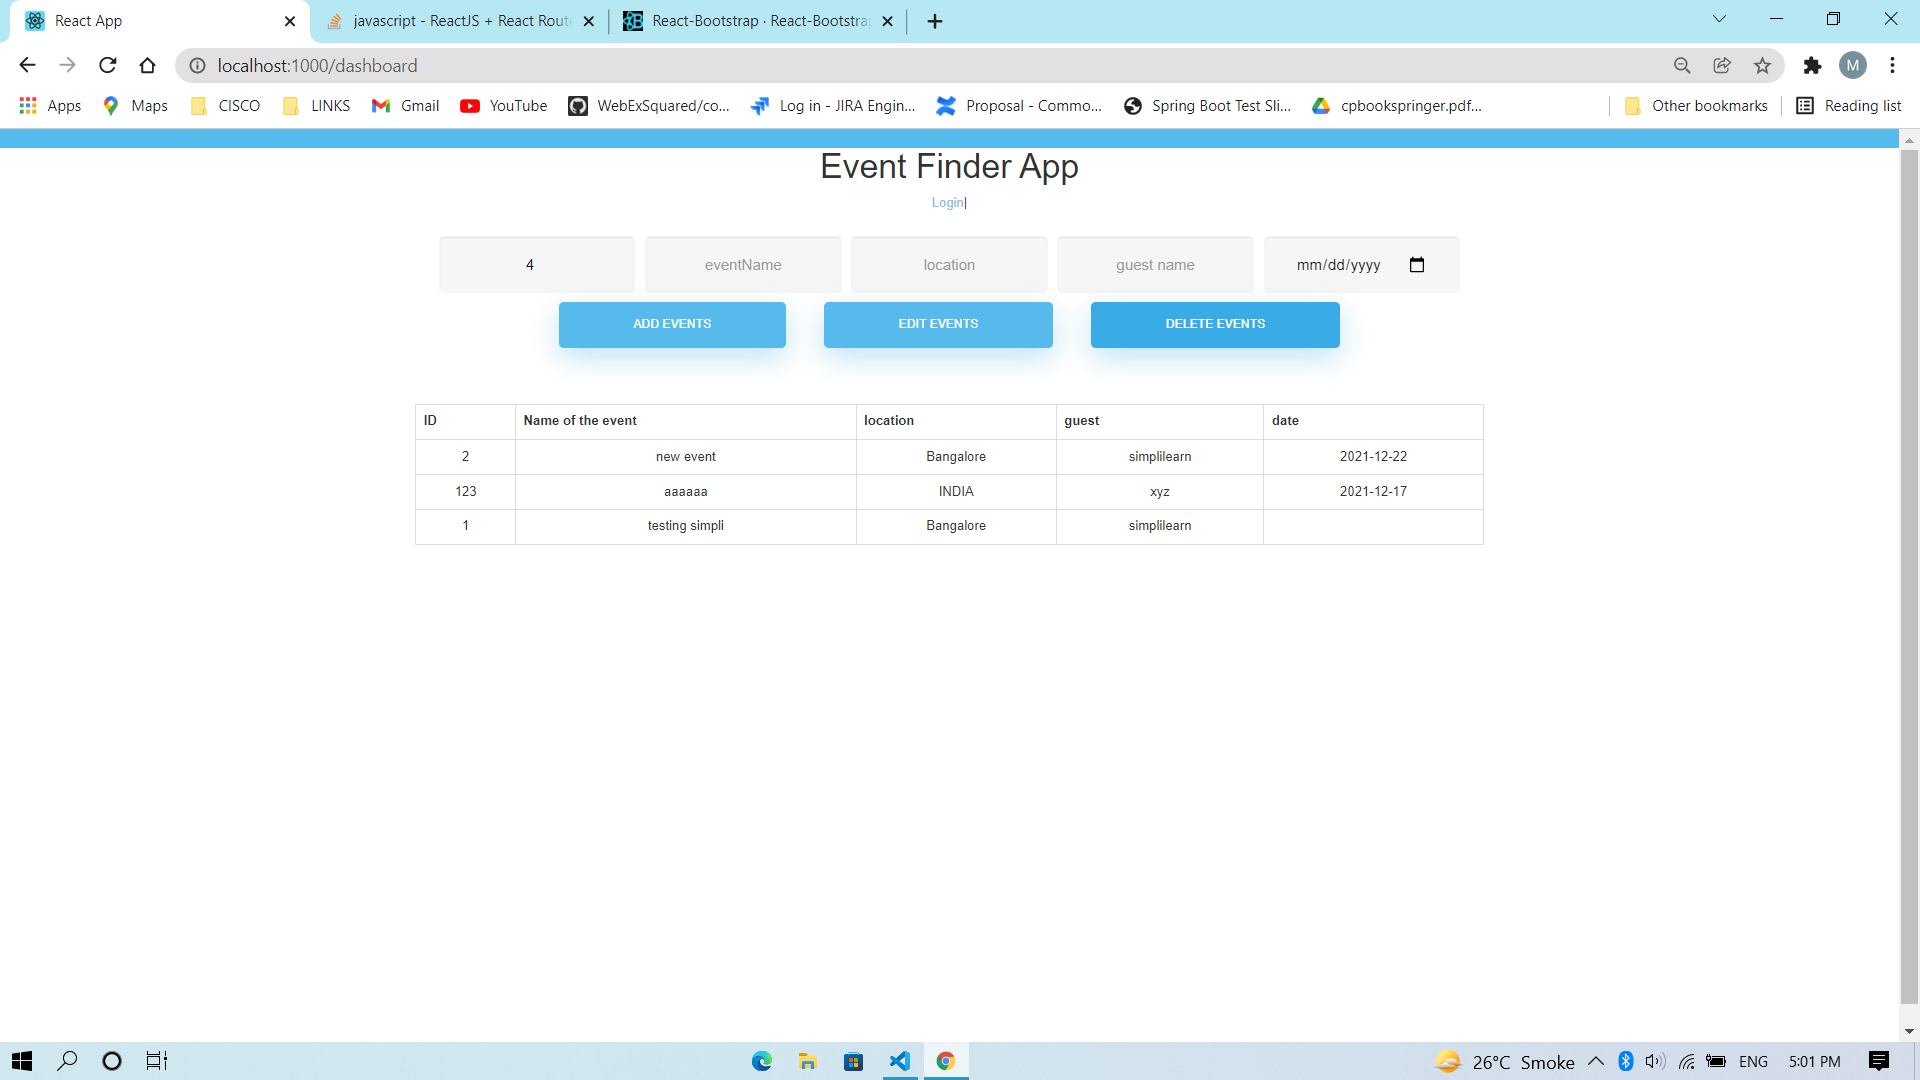 React App
javascript - ReactJS + React Rout
React-Bootstrap · React-Bootstra
localhost:1000/dashboard
M
Apps
Maps
CISCO
LINKS
Gmail
YouTube
WebExSquared/co...
Log in - JIRA Engin...
Proposal - Commo...
Spring Boot Test Sli...
cpbookspringer.pdf...
Other bookmarks
Reading list
Event Finder App
Login|
4
eventName
location
guest name
mm/dd/yyyy
ADD EVENTS
EDIT EVENTS
DELETE EVENTS
ID Name of the event location guest date
2 new event Bangalore simplilearn 2021-12-22
123 aaaaaa INDIA xyz 2021-12-17
1 testing simpli Bangalore simplilearn
26°C Smoke
ENG
5:01 PM